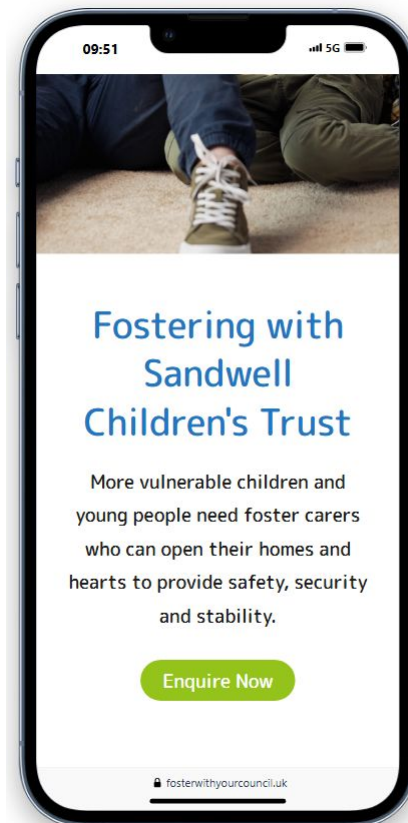 09:51
5G
Fostering with
Sandwell
Children's Trust
More vulnerable children and
young people need foster carers
who can open their homes and
hearts to provide safety, security
and stability.
Enquire Now
fosterwithyourcouncil.uk